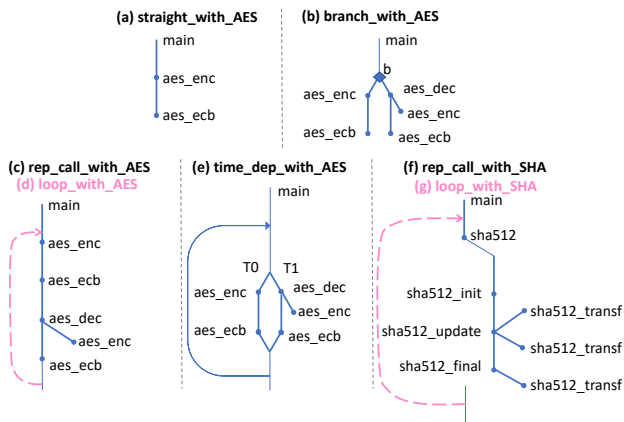 (a) straight_with_AES
main
aes_enc
aes_ecb
(b) branch_with_AES
main
b
aes_enc
aes_dec
aes_enc
aes_ecb
aes_ecb
(c) rep_call_with_AES
(d) loop_with_AES
main
aes_enc
aes_ecb
aes_dec
aes_enc
aes_ecb
(e) time_dep_with_AES
main
T0
T1
aes_enc
aes_dec
aes_enc
aes_ecb
aes_ecb
(f) rep_call_with_SHA
(g) loop_with_SHA
main
sha512
sha512_init
sha512_transf
sha512_update
sha512_transf
sha512_final
sha512_transf